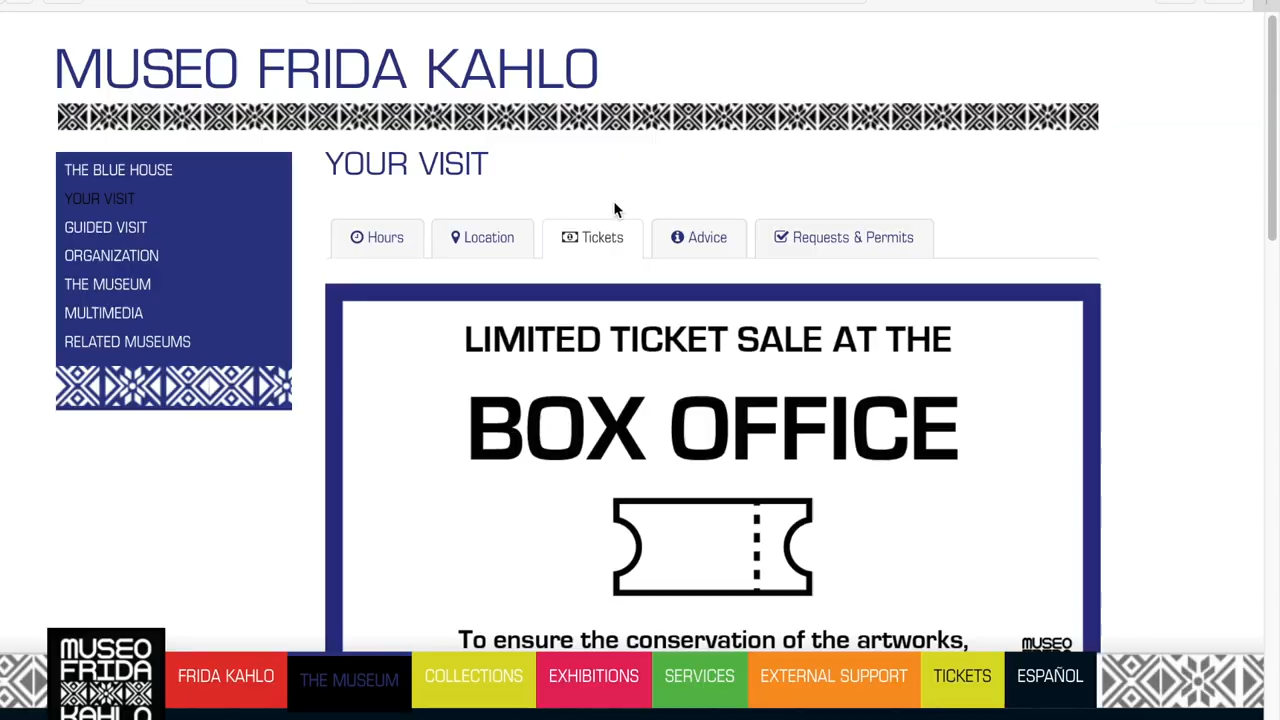 MUSEO FRIDA KAHLO
THE BLUE HOUSE
YOUR VISIT
GUIDED VISIT
ORGANIZATION
THE MUSEUM
MULTIMEDIA
RELATED MUSEUMS
YOUR VISIT
Hours
Location
Tickets
Advice
Requests & Permits
LIMITED TICKET SALE AT THE
BOX OFFICE
To ensure the conservation of the artworks,
MUSEO
MUSEO
FRIDA
KAHLO
FRIDA KAHLO
THE MUSEUM
COLLECTIONS
EXHIBITIONS
SERVICES
EXTERNAL SUPPORT
TICKETS
ESPAÑOL